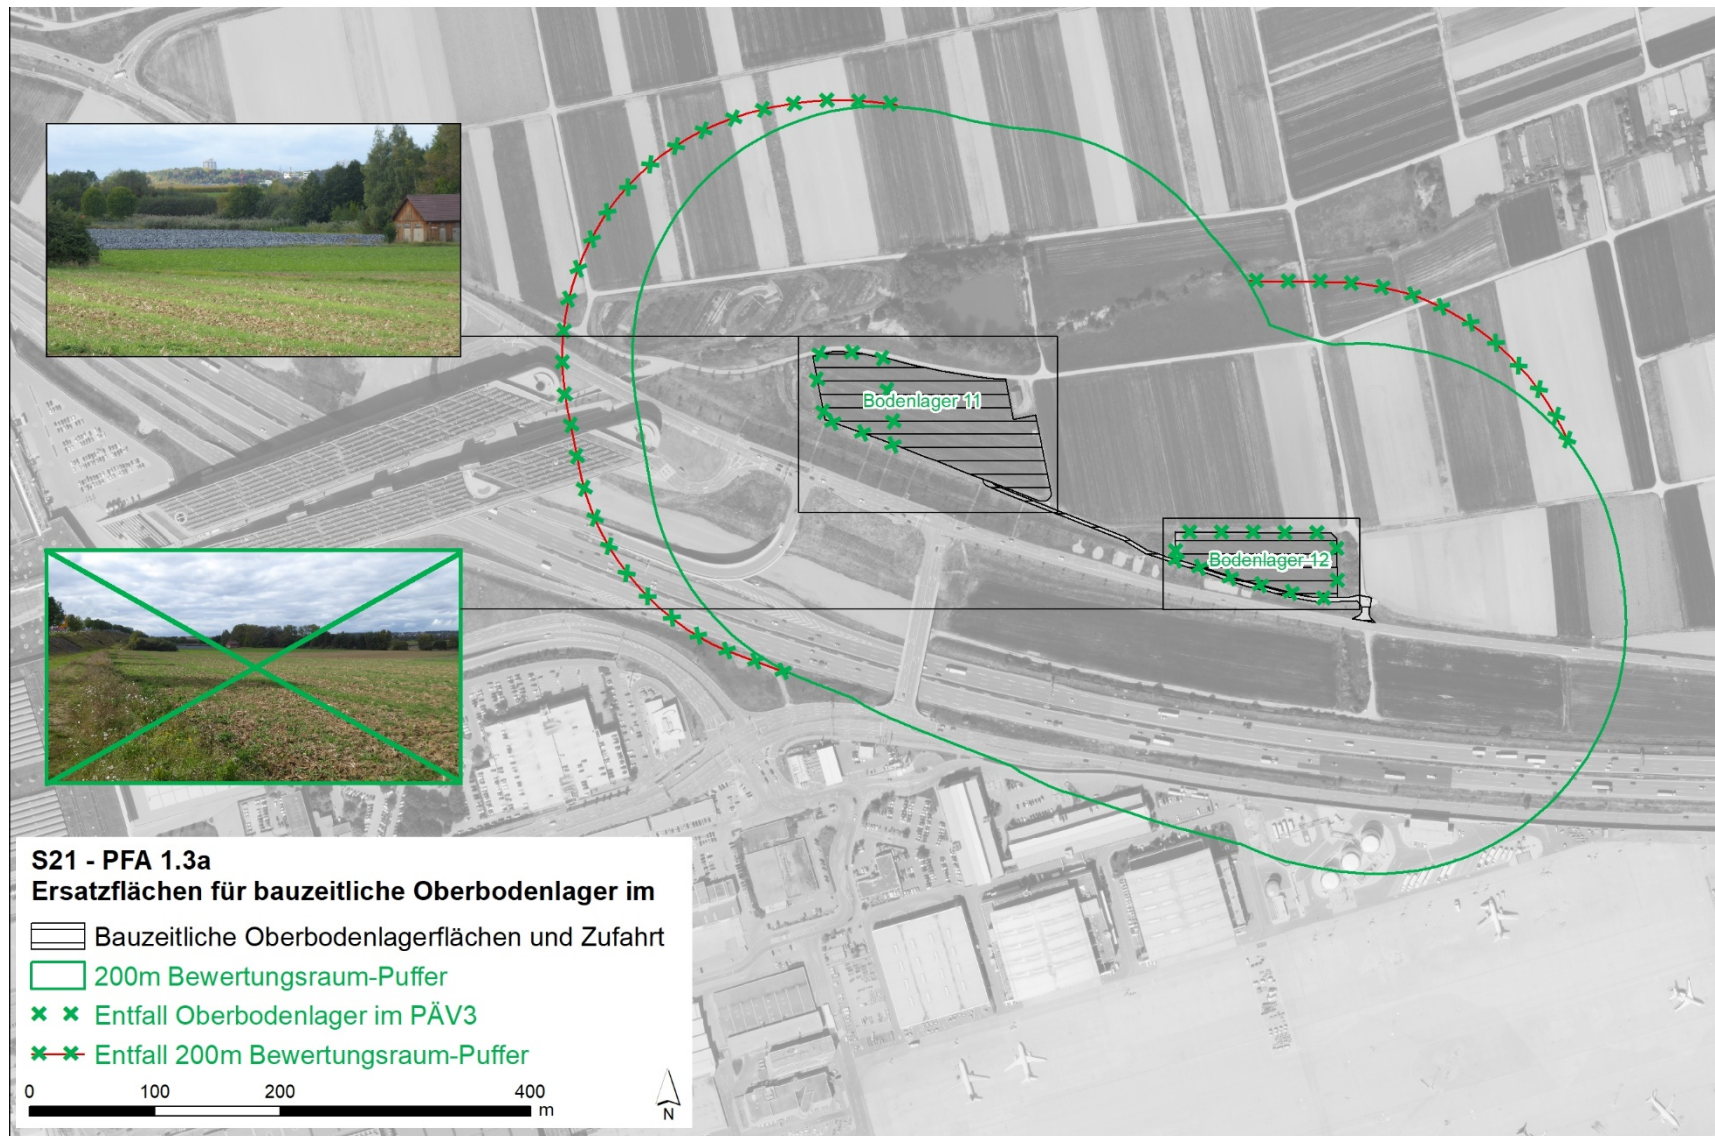 Bodenlager 11
Bodenlager 12
S21 - PFA 1.3a
Ersatzflächen für bauzeitliche Oberbodenlager im
Bauzeitliche Oberbodenlagerflächen und Zufahrt
200m Bewertungsraum-Puffer
Entfall Oberbodenlager im PÄV3
Entfall 200m Bewertungsraum-Puffer
0 100 200 400
m
N